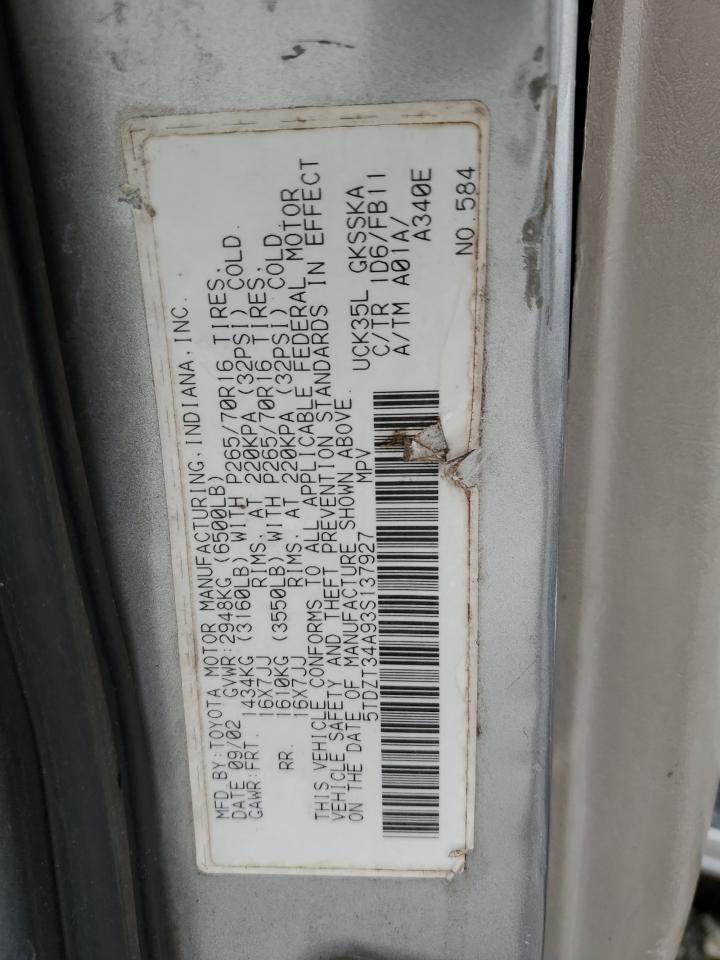 MFD.BY:TOYOTA MOTOR MANUFACTURING,INDIANA,INC.
DATE 09/02 GVWR:2948KG (6500LB)
GAWR:FRT. 1434KG (3160LB) WITH P265/70R16 TIRES,
16X7JJ RIMS, AT 220KPA (32PSI) COLD.
RR. 1610KG (3550LB) WITH P265/70R16 TIRES,
16X7JJ RIMS, AT 220KPA (32PSI) COLD.
THIS VEHICLE CONFORMS TO ALL APPLICABLE FEDERAL MOTOR
VEHICLE SAFETY AND THEFT PREVENTION STANDARDS IN EFFECT
ON THE DATE OF MANUFACTURE SHOWN ABOVE.
5TDZT34A93S137927 MPV
UCK35L GKSSKA
C/TR 1D6/FB11
A/TM A01A/
A340E
NO.584